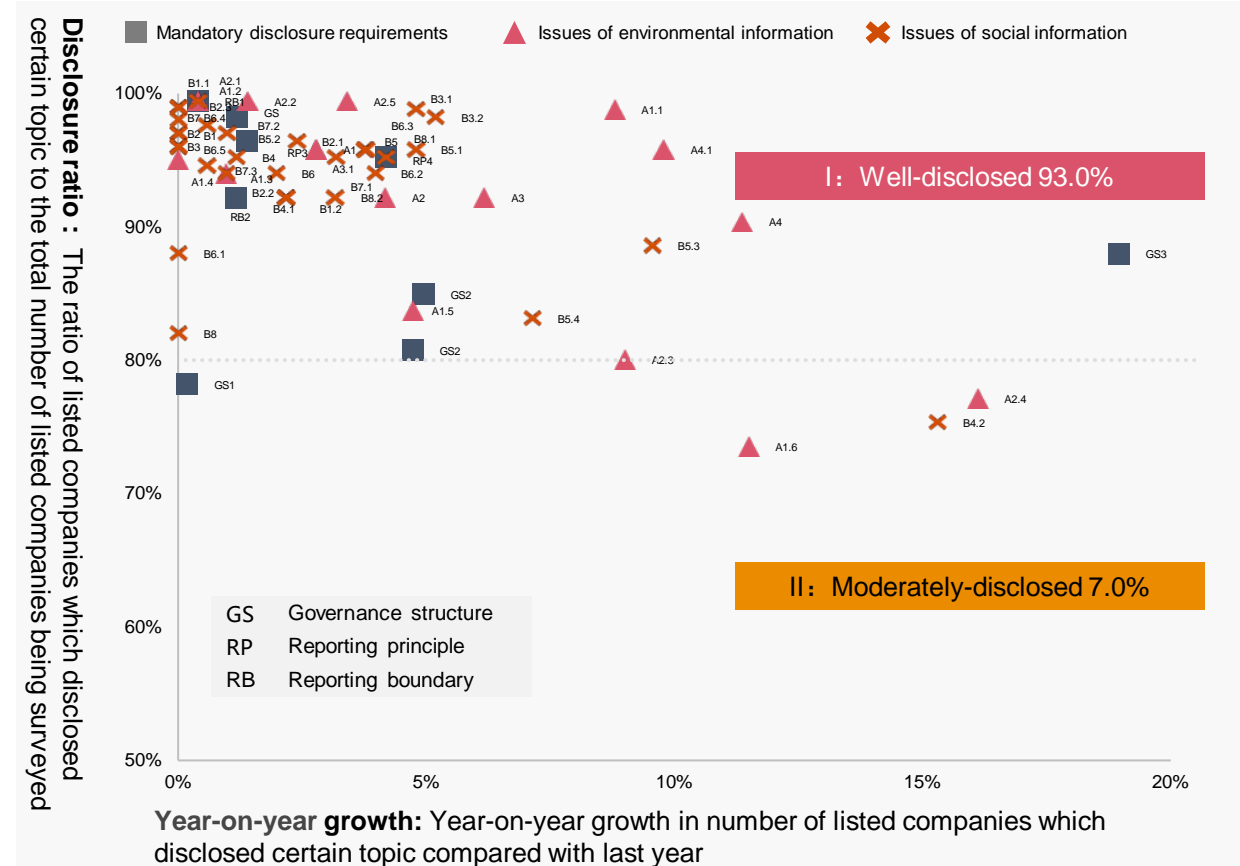 Mandatory disclosure requirements
Issues of environmental information
Issues of social information
Disclosure ratio : The ratio of listed companies which disclosed
certain topic to the total number of listed companies being surveyed
100%
90%
80%
70%
60%
50%
0%
5%
10%
15%
20%
B1.1
A2.1
A1.2
RB1
B2.3
GS
A2.2
A2.5
B3.1
B3.2
A1.1
B7
B6.4
B7.2
B6.3
B2
B1
B5.2
B2.1
B5
B8.1
B3
B6.5
B4
RP3
A1
RP4
B5.1
A4.1
A3.1
B7.3
A1.3
B6
B6.2
A1.4
B2.2
B7.1
B8.2
A2
A3
RB2
B4.1
B1.2
A4
B6.1
B5.3
GS3
GS2
A1.5
B5.4
B8
GS2
A2.3
GS1
A2.4
B4.2
A1.6
I: Well-disclosed 93.0%
II: Moderately-disclosed 7.0%
GS Governance structure
RP Reporting principle
RB Reporting boundary
Year-on-year growth: Year-on-year growth in number of listed companies which
disclosed certain topic compared with last year